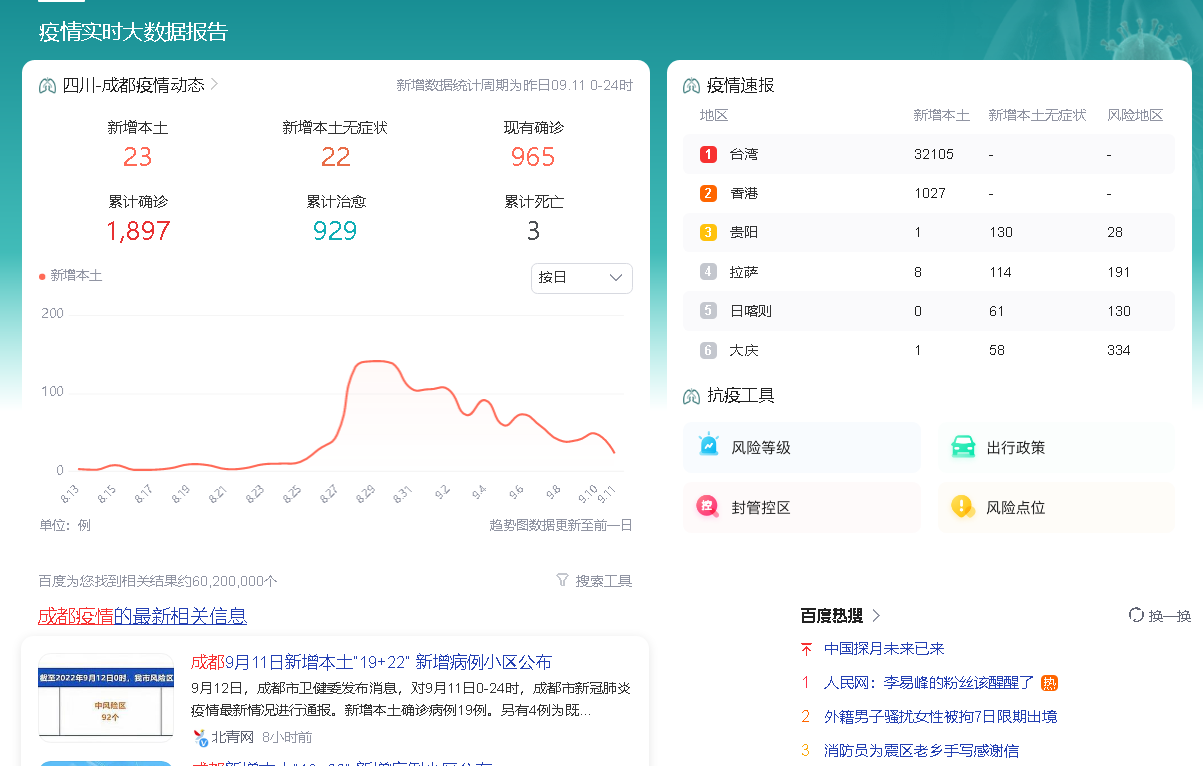 疫情实时大数据报告
四川-成都疫情动态
新增数据统计周期为昨日09.11 0-24时
新增本土 新增本土无症状 现有确诊
23 22 965
累计确诊 累计治愈 累计死亡
1,897 929 3
新增本土
按日
200
100
0
8.13 8.15 8.17 8.19 8.21 8.23 8.25 8.27 8.29 8.31 9.2 9.4 9.6 9.8 9.10 9.11
单位：例
趋势图数据更新至前一日
疫情速报
地区 新增本土 新增本土无症状 风险地区
1 台湾 32105 - -
2 香港 1027 - -
3 贵阳 1 130 28
4 拉萨 8 114 191
5 日喀则 0 61 130
6 大庆 1 58 334
抗疫工具
风险等级 出行政策
控 封管控区 风险点位
百度为您找到相关结果约60,200,000个
搜索工具
成都疫情的最新相关信息
截至2022年9月12日0时，我市风险区
中风险区
92个
成都9月11日新增本土“19+22” 新增病例小区公布
9月12日，成都市卫健委发布消息，对9月11日0-24时，成都市新冠肺炎
疫情最新情况进行通报。新增本土确诊病例19例。另有4例为既...
北青网 8小时前
百度热搜
换一换
中国探月未来已来
1 人民网：李易峰的粉丝该醒醒了 热
2 外籍男子骚扰女性被拘7日限期出境
3 消防员为震区老乡手写感谢信